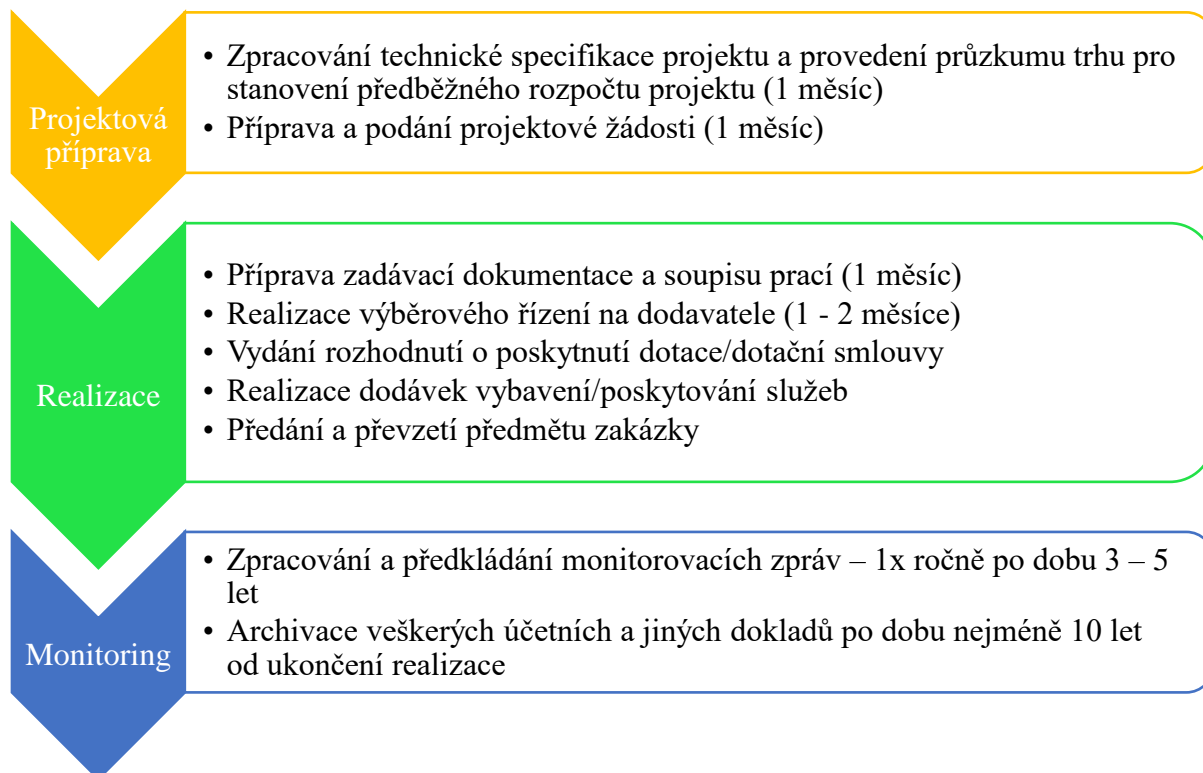 Projektová
příprava
• Zpracování technické specifikace projektu a provedení průzkumu trhu pro
stanovení předběžného rozpočtu projektu (1 měsíc)
• Příprava a podání projektové žádosti (1 měsíc)
Realizace
• Příprava zadávací dokumentace a soupisu prací (1 měsíc)
• Realizace výběrového řízení na dodavatele (1 - 2 měsíce)
• Vydání rozhodnutí o poskytnutí dotace/dotační smlouvy
• Realizace dodávek vybavení/poskytování služeb
• Předání a převzetí předmětu zakázky
Monitoring
• Zpracování a předkládání monitorovacích zpráv – 1x ročně po dobu 3 – 5
let
• Archivace veškerých účetních a jiných dokladů po dobu nejméně 10 let
od ukončení realizace